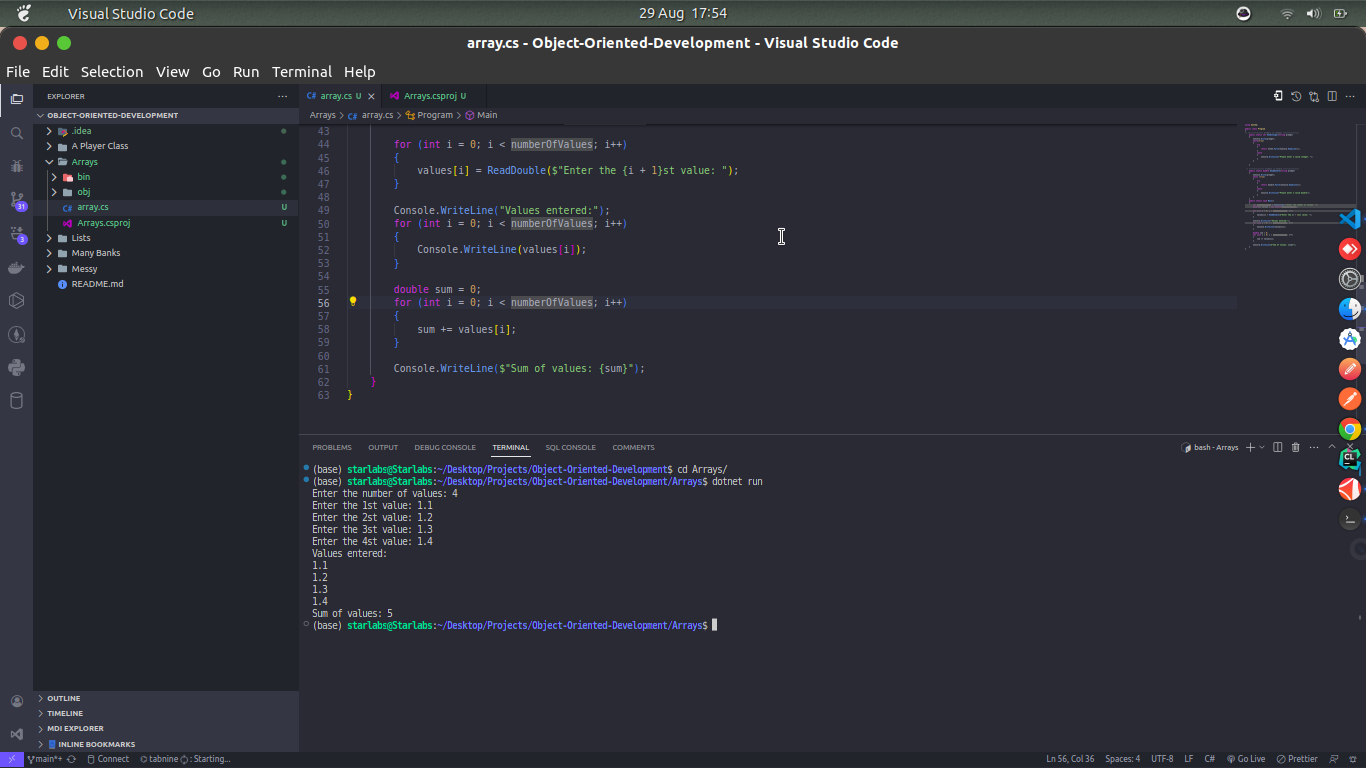 Visual Studio Code
29 Aug 17:54
array.cs - Object-Oriented-Development - Visual Studio Code
File Edit Selection View Go Run Terminal Help
EXPLORER
OBJECT-ORIENTED-DEVELOPMENT
.idea
A Player Class
Arrays
bin
obj
array.cs U
Arrays.csproj U
Lists
Many Banks
Messy
README.md
31
3
OUTLINE
TIMELINE
MDI EXPLORER
INLINE BOOKMARKS
C# array.cs U
Arrays.csproj U
Arrays > C# array.cs > Program > Main
43
44 for (int i = 0; i < numberOfValues; i++)
45 {
46 values[i] = ReadDouble($"Enter the {i + 1}st value: ");
47 }
48
49 Console.WriteLine("Values entered:");
50 for (int i = 0; i < numberOfValues; i++)
51 {
52 Console.WriteLine(values[i]);
53 }
54
55 double sum = 0;
56 for (int i = 0; i < numberOfValues; i++)
57 {
58 sum += values[i];
59 }
60
61 Console.WriteLine($"Sum of values: {sum}");
62 }
63 }
PROBLEMS OUTPUT DEBUG CONSOLE TERMINAL SQL CONSOLE COMMENTS
bash - Arrays
(base) starlabs@Starlabs:~/Desktop/Projects/Object-Oriented-Development$ cd Arrays/
(base) starlabs@Starlabs:~/Desktop/Projects/Object-Oriented-Development/Arrays$ dotnet run
Enter the number of values: 4
Enter the 1st value: 1.1
Enter the 2st value: 1.2
Enter the 3st value: 1.3
Enter the 4st value: 1.4
Values entered:
1.1
1.2
1.3
1.4
Sum of values: 5
(base) starlabs@Starlabs:~/Desktop/Projects/Object-Oriented-Development/Arrays$
CL
main*+ Connect tabnine : Starting...
Ln 56, Col 36 Spaces: 4 UTF-8 LF C# Go Live Prettier